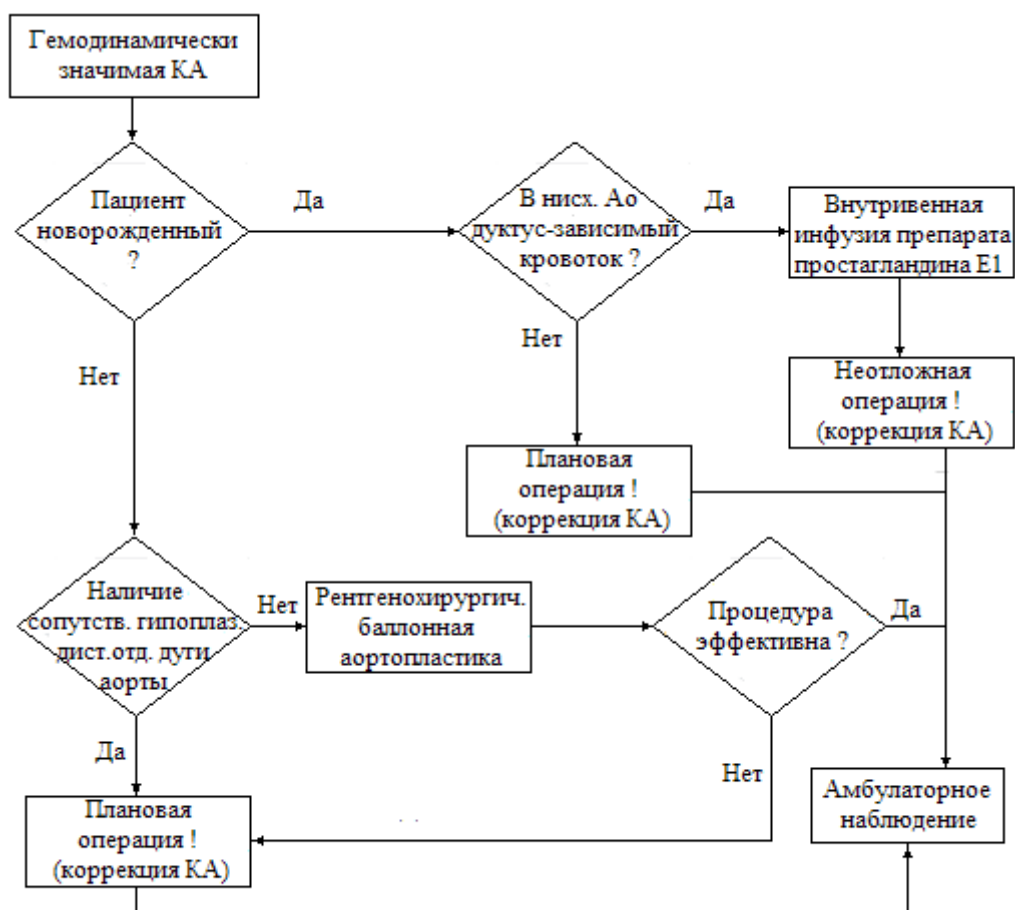 Гемодинамически
значимая КА
Пациент
новорожденный
?
Да
В нисх. Ао
дуктус-зависимый
кровоток ?
Да
Внутривенная
инфузия препарата
простагландина Е1
Нет
Нет
Неотложная
операция !
(коррекция КА)
Плановая
операция !
(коррекция КА)
Наличие
сопутств. гипоплаз.
дист.отд. дуги
аорты
Нет
Рентгенохирургич.
баллонная
аортопластика
Процедура
эффективна ?
Да
Да
Нет
Плановая
операция !
(коррекция КА)
Амбулаторное
наблюдение